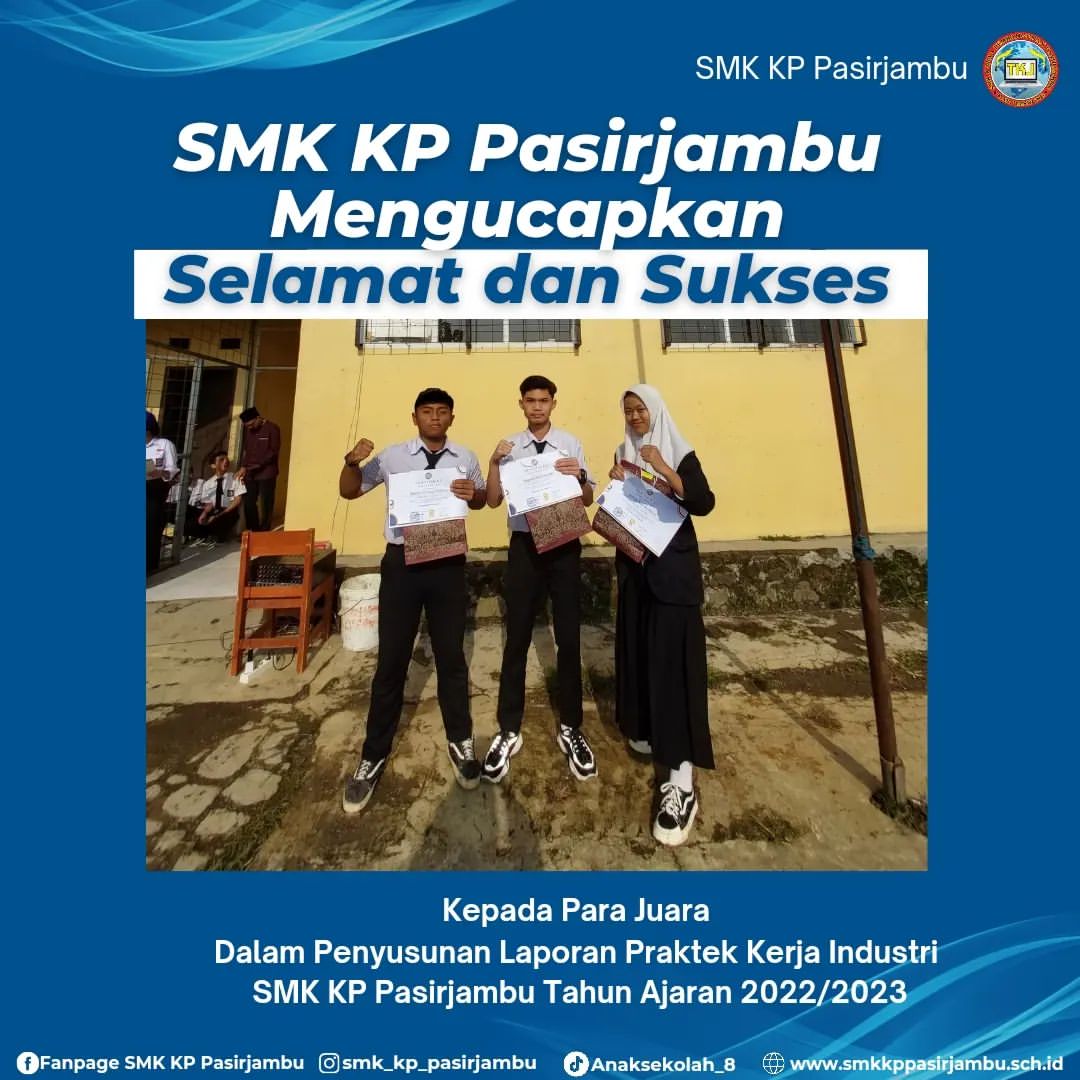 SMK KP Pasirjambu
TKJ
SMK KP Pasirjambu
Mengucapkan
Selamat dan Sukses
Kepada Para Juara
Dalam Penyusunan Laporan Praktek Kerja Industri
SMK KP Pasirjambu Tahun Ajaran 2022/2023
Fanpage SMK KP Pasirjambu smk_kp_pasirjambu Anaksekolah_8 www.smkkppasirjambu.sch.id